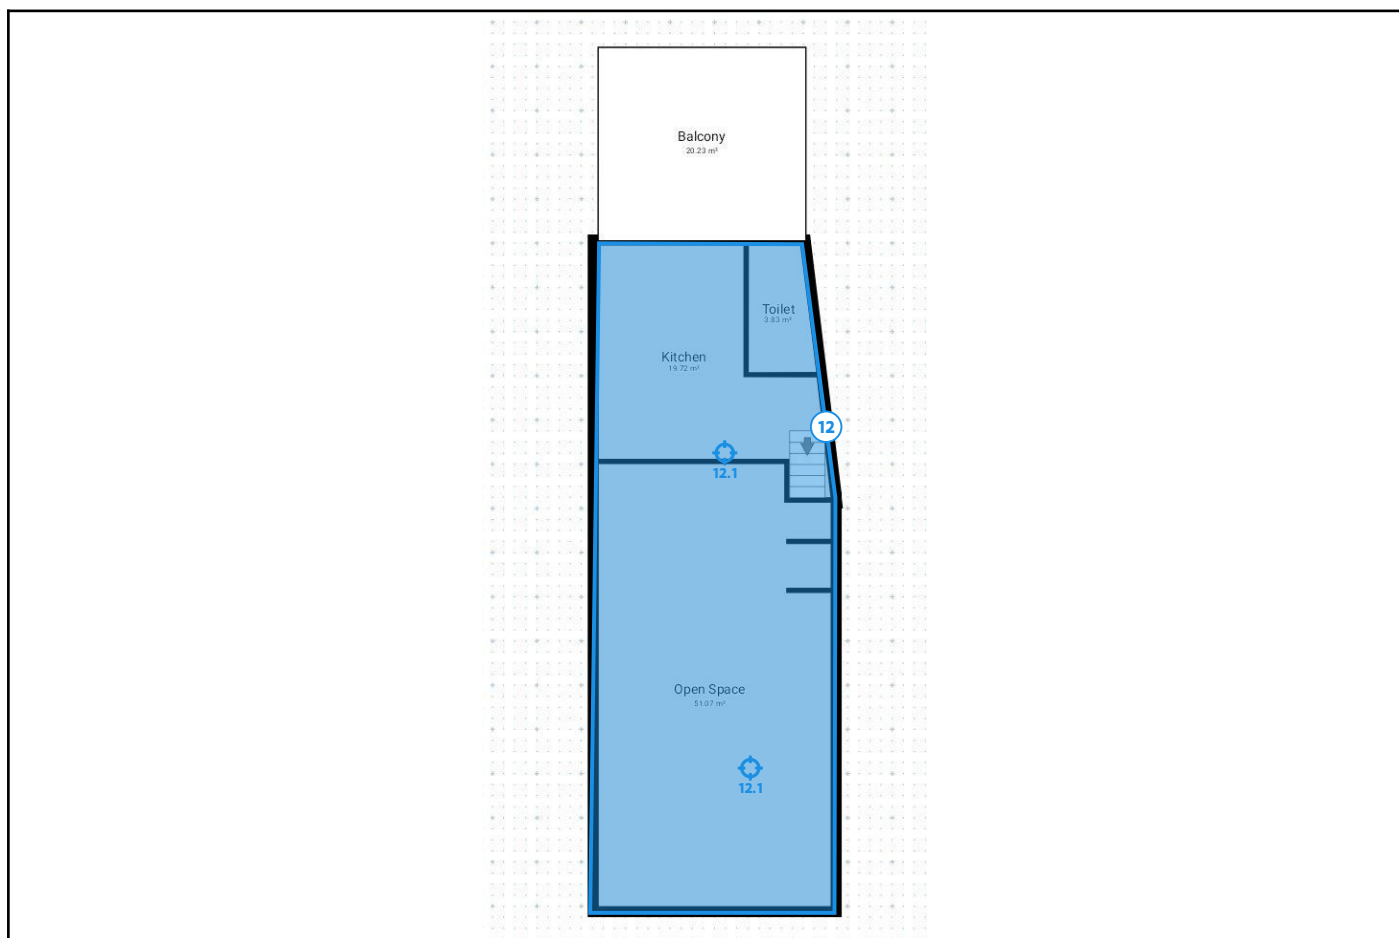 Balcony
20.23 m²
Toilet
3.83 m²
Kitchen
19.72 m²
12
12.1
Open Space
51.07 m²
12.1